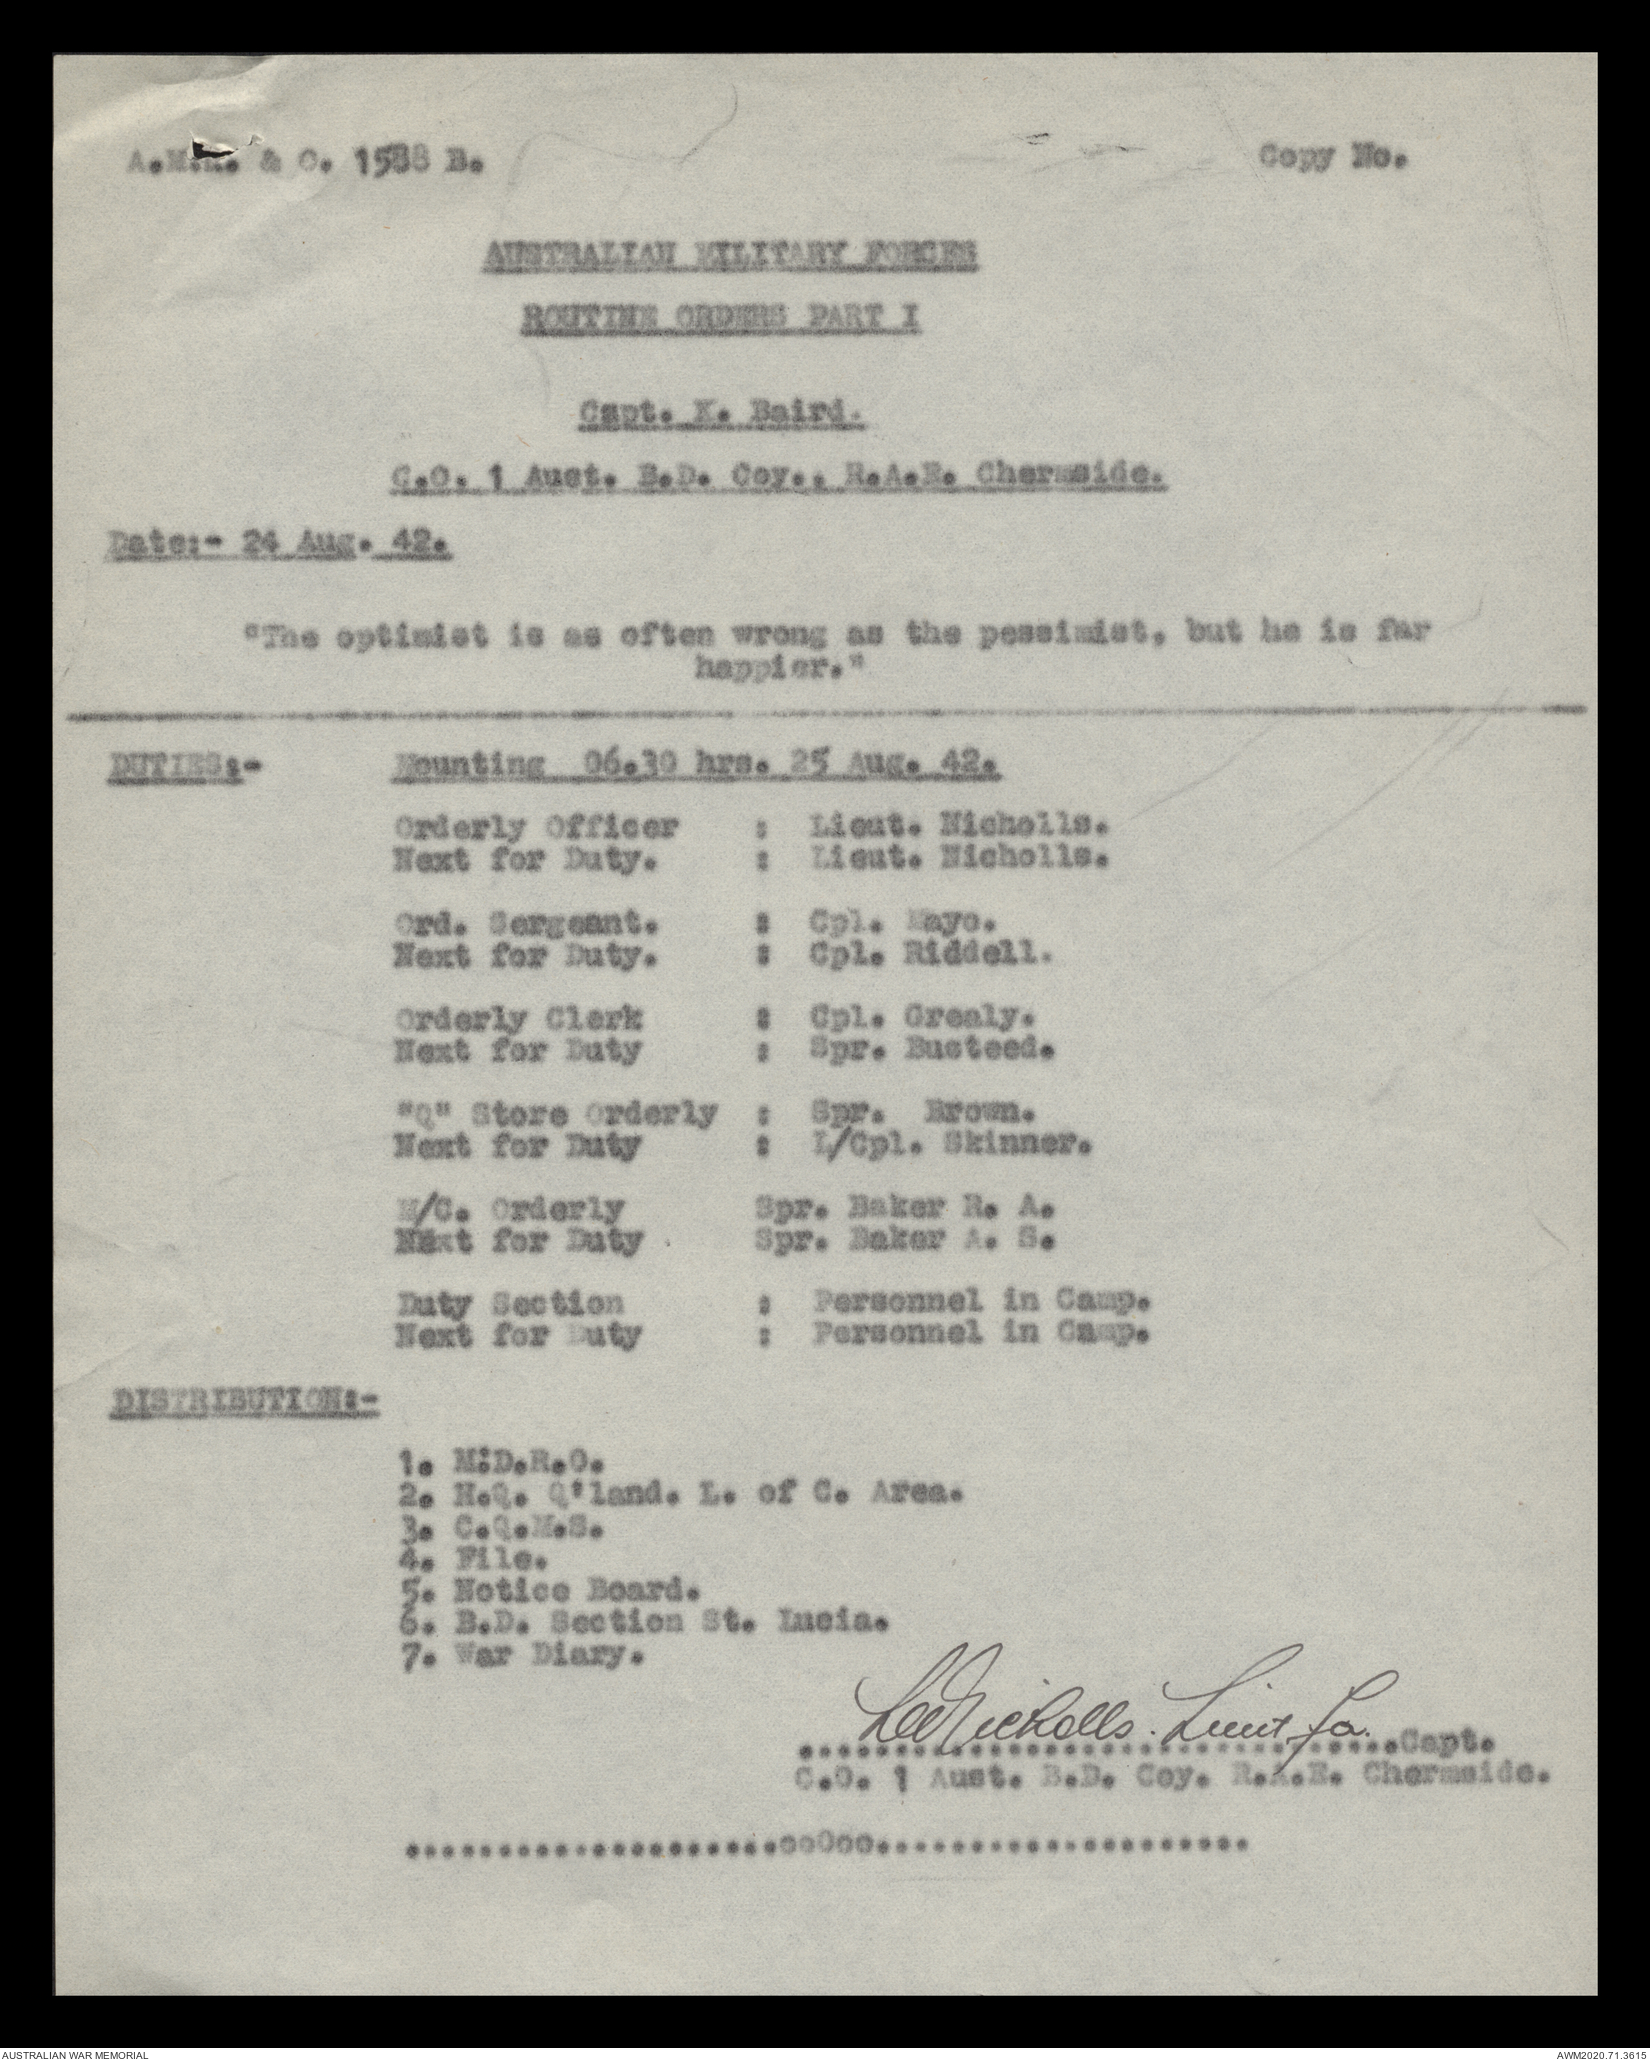 A.M.R. & O. 1588 B. Copy No.
AUSTRALIAN MILITARY FORCES
ROUTINE ORDERS PART I
Capt. K. Baird.
C.O. 1 Aust. B.D. Coy., R.A.E. Chermside.
Date:- 24 Aug. 42.
"The optimist is as often wrong as the pessimist, but he is far
happier."
DUTIES:- Mounting 06.30 hrs. 25 Aug. 42.
Orderly Officer : Lieut. Nicholls.
Next for Duty. : Lieut. Nicholls.
Ord. Sergeant. : Cpl. Mayo.
Next for Duty. : Cpl. Riddell.
Orderly Clerk : Cpl. Grealy.
Next for Duty : Spr. Busteed.
"Q" Store Orderly : Spr. Brown.
Next for Duty : L/Cpl. Skinner.
M/C. Orderly Spr. Baker R. A.
Next for Duty Spr. Baker A. S.
Duty Section : Personnel in Camp.
Next for Duty : Personnel in Camp.
DISTRIBUTION:-
1. M:D.R.O.
2. H.Q. Q'land. L. of C. Area.
3. C.Q.M.S.
4. File.
5. Notice Board.
6. B.D. Section St. Lucia.
7. War Diary.
Nicholls. Lieut fa.
................................Capt.
C.O. 1 Aust. B.D. Coy. R.A.E. Chermside.
....................ooOoo....................
AUSTRALIAN WAR MEMORIAL AWM2020.71.3615